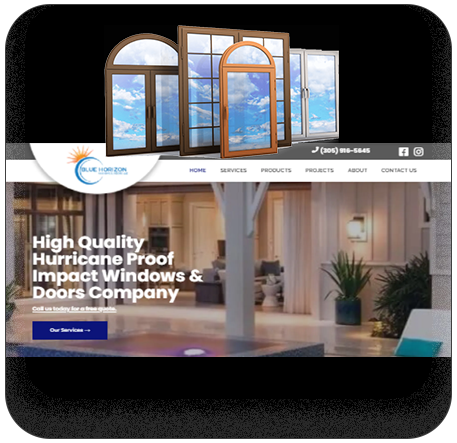 (305) 916-5845
BLUE HORIZON
HOME SERVICES PRODUCTS PROJECTS ABOUT CONTACT US
High Quality
Hurricane Proof
Impact Windows &
Doors Company
Call us today for a free quote.
Our Services →